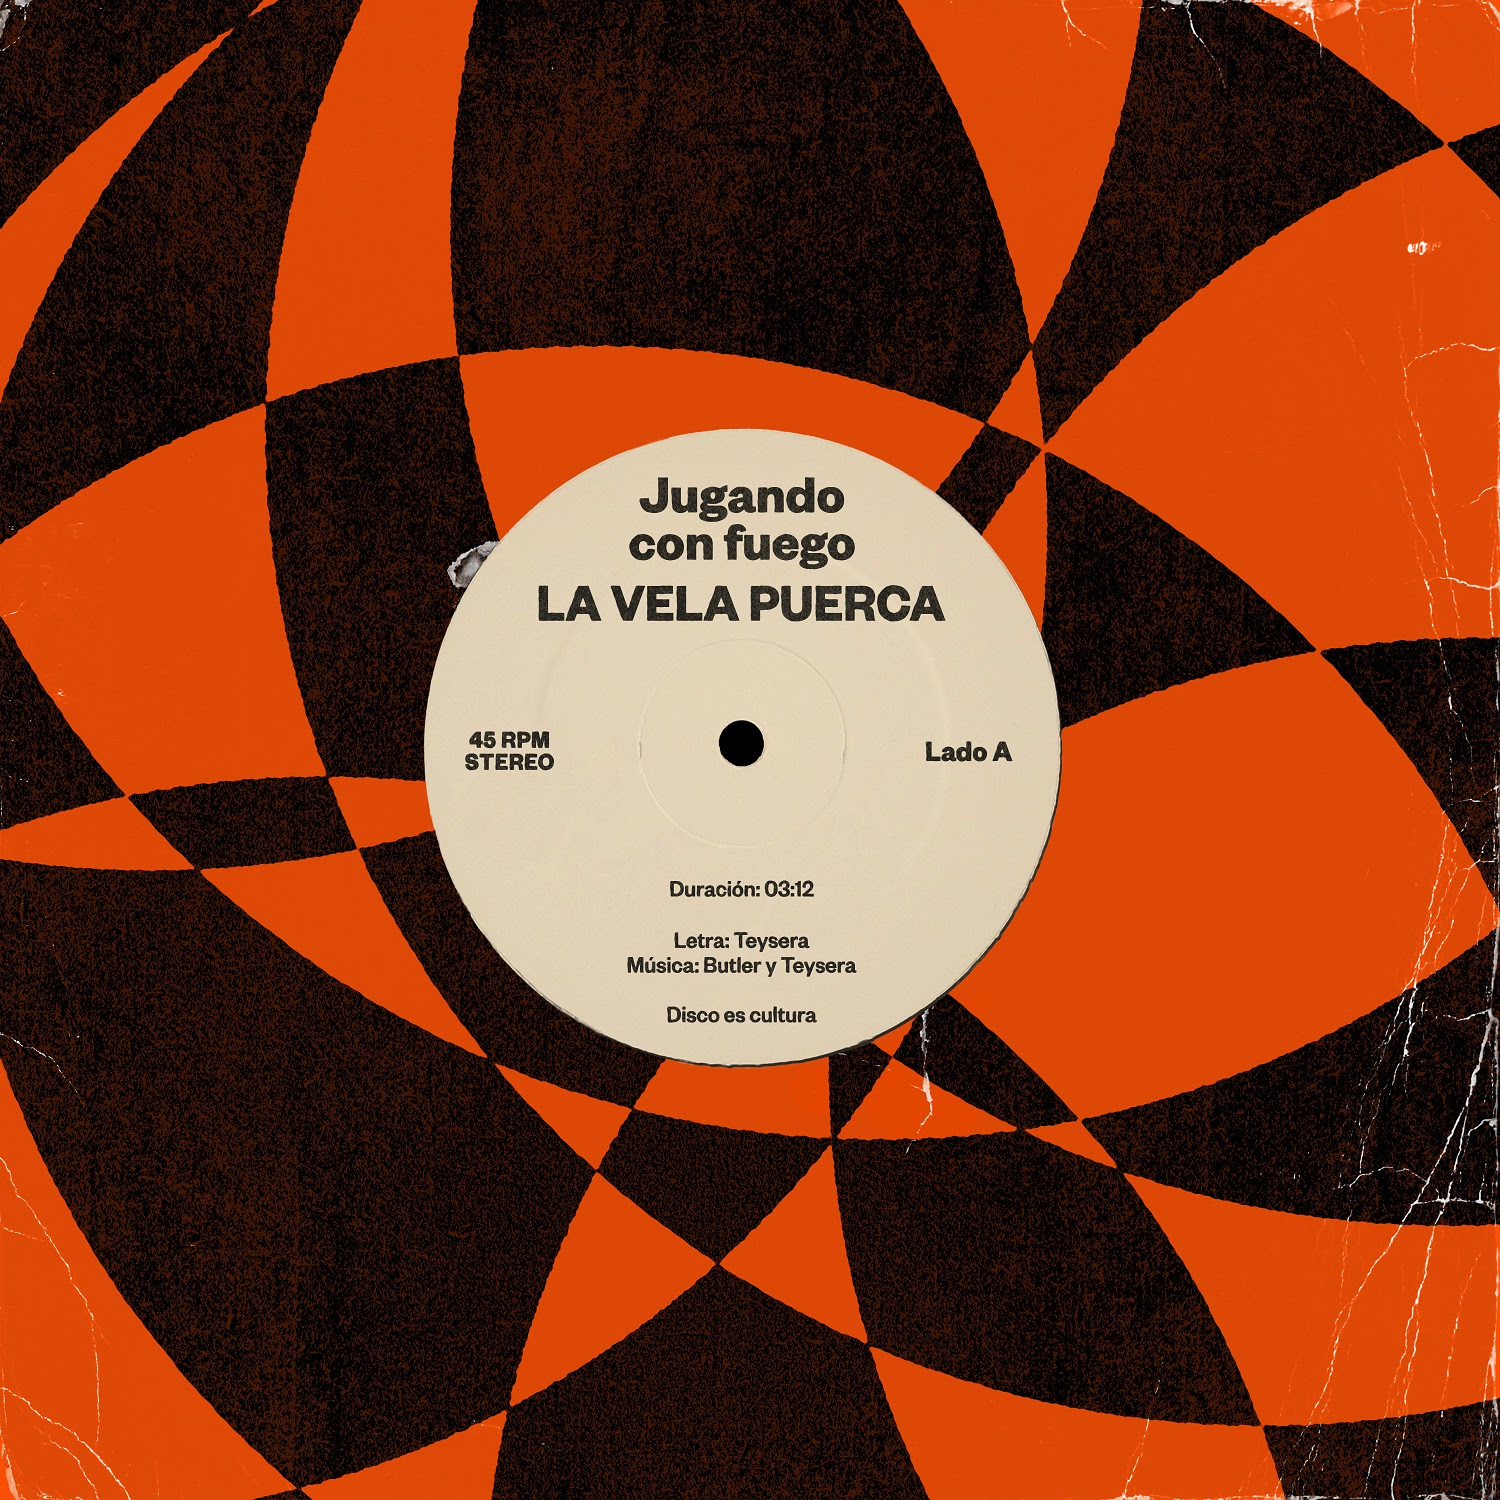 Jugando
con fuego
LA VELA PUERCA
45 RPM
STEREO
Lado A
Duración: 03:12
Letra: Teysera
Música: Butler y Teysera
Disco es cultura